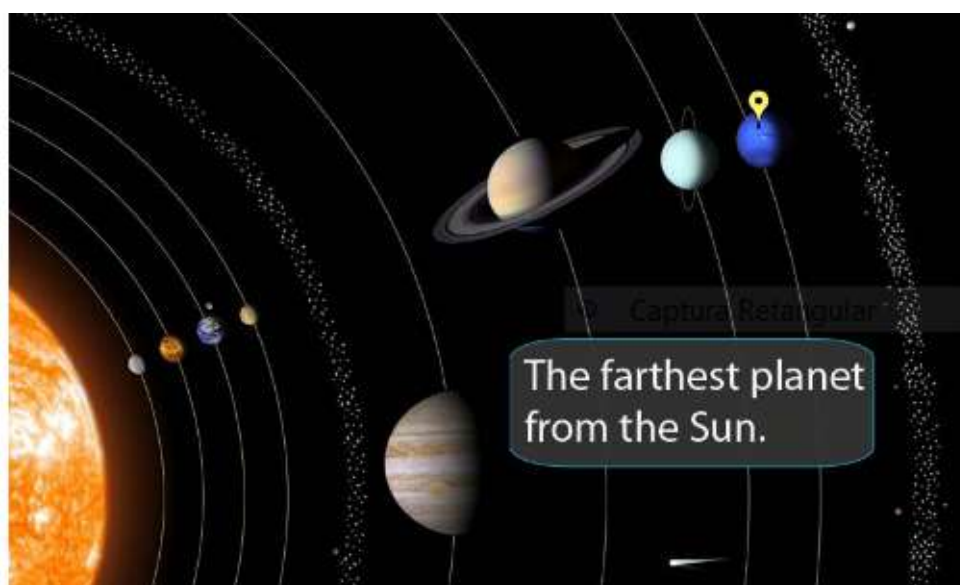 Captura Retangular
The farthest planet
from the Sun.